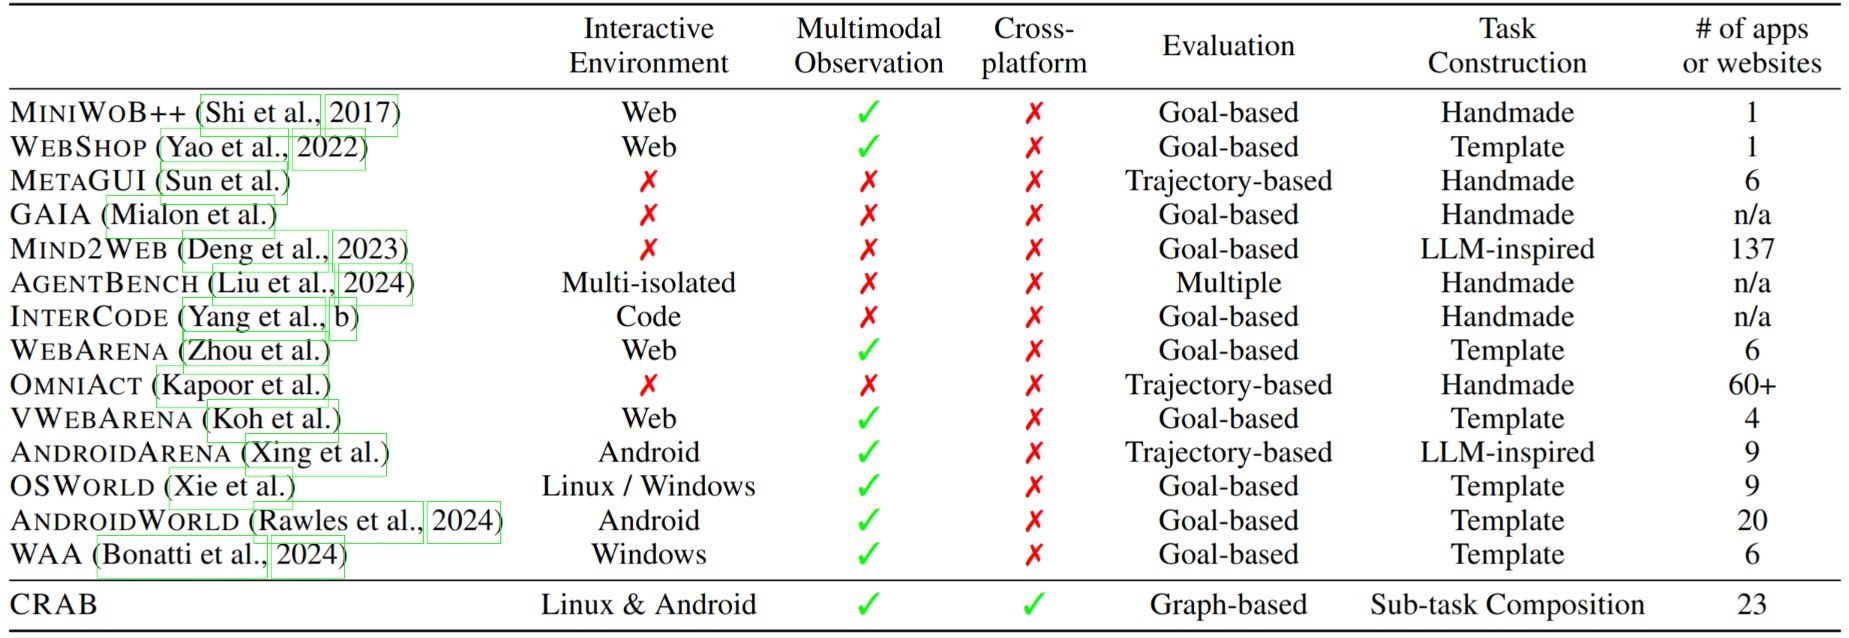 Interactive Multimodal Cross- Evaluation Task # of apps
Environment Observation platform Construction or websites
MINIWOB++ (Shi et al., 2017) Web ✓ ✗ Goal-based Handmade 1
WEBSHOP (Yao et al., 2022) Web ✓ ✗ Goal-based Template 1
METAGUI (Sun et al.) ✗ ✗ ✗ Trajectory-based Handmade 6
GAIA (Mialon et al.) ✗ ✗ ✗ Goal-based Handmade n/a
MIND2WEB (Deng et al., 2023) ✗ ✗ ✗ Goal-based LLM-inspired 137
AGENTBENCH (Liu et al., 2024) Multi-isolated ✗ ✗ Multiple Handmade n/a
INTERCODE (Yang et al., b) Code ✗ ✗ Goal-based Handmade n/a
WEBARENA (Zhou et al.) Web ✓ ✗ Goal-based Template 6
OMNIACT (Kapoor et al.) ✗ ✗ ✗ Trajectory-based Handmade 60+
VWEBARENA (Koh et al.) Web ✓ ✗ Goal-based Template 4
ANDROIDARENA (Xing et al.) Android ✓ ✗ Trajectory-based LLM-inspired 9
OSWORLD (Xie et al.) Linux / Windows ✓ ✗ Goal-based Template 9
ANDROIDWORLD (Rawles et al., 2024) Android ✓ ✗ Goal-based Template 20
WAA (Bonatti et al., 2024) Windows ✓ ✗ Goal-based Template 6
CRAB Linux & Android ✓ ✓ Graph-based Sub-task Composition 23